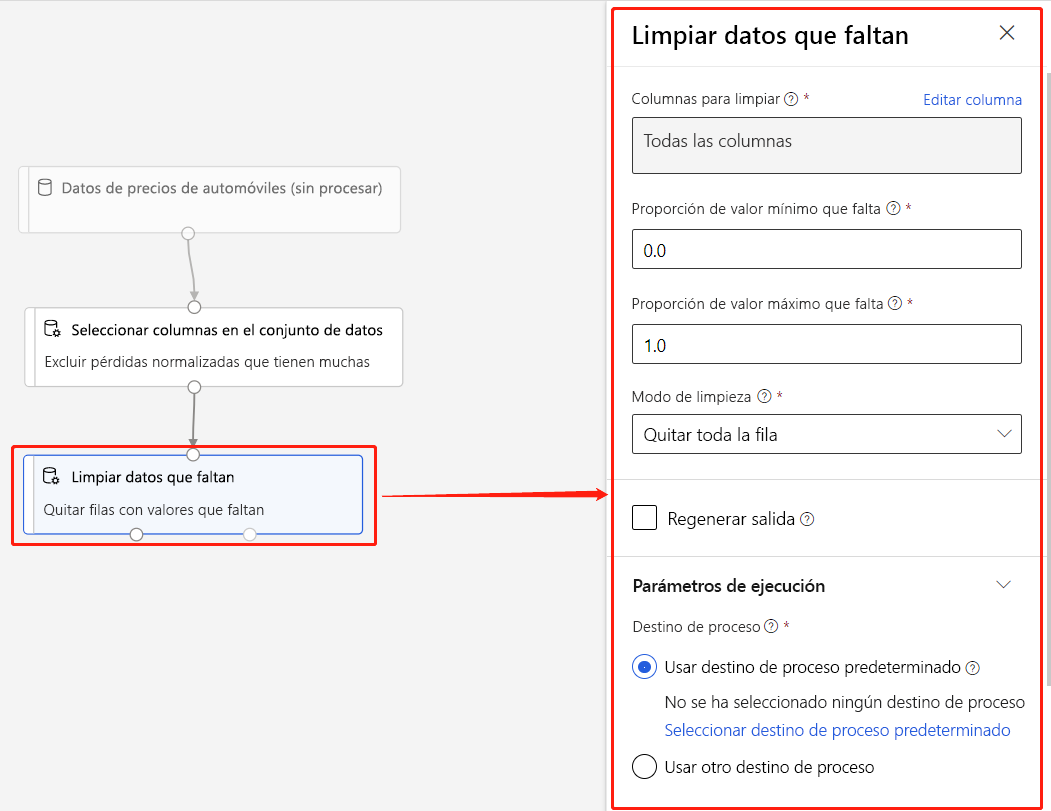 Datos de precios de automóviles (sin procesar)
Seleccionar columnas en el conjunto de datos
Excluir pérdidas normalizadas que tienen muchas
Limpiar datos que faltan
Quitar filas con valores que faltan
Limpiar datos que faltan
Columnas para limpiar ? *
Editar columna
Todas las columnas
Proporción de valor mínimo que falta ? *
0.0
Proporción de valor máximo que falta ? *
1.0
Modo de limpieza ? *
Quitar toda la fila
Regenerar salida ?
Parámetros de ejecución
Destino de proceso ? *
Usar destino de proceso predeterminado ?
No se ha seleccionado ningún destino de proceso
Seleccionar destino de proceso predeterminado
Usar otro destino de proceso